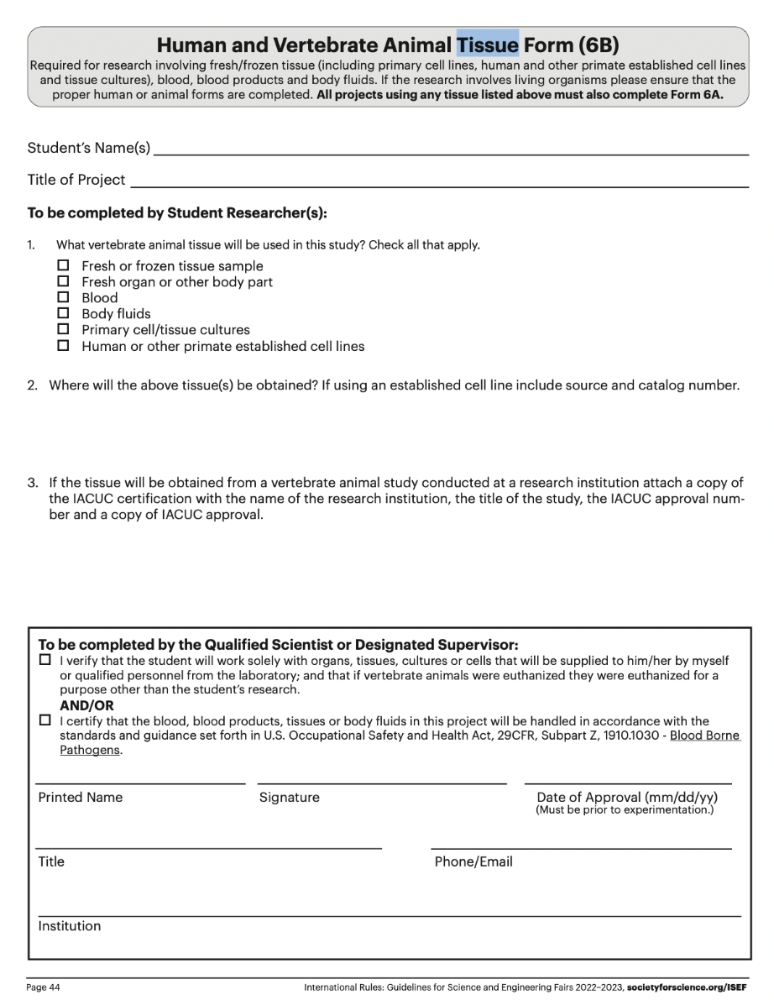 Human and Vertebrate Animal Tissue Form (6B)
Required for research involving fresh/frozen tissue (including primary cell lines, human and other primate established cell lines
and tissue cultures), blood, blood products and body fluids. If the research involves living organisms please ensure that the
proper human or animal forms are completed. All projects using any tissue listed above must also complete Form 6A.
Student's Name(s)
Title of Project
To be completed by Student Researcher(s):
1. What vertebrate animal tissue will be used in this study? Check all that apply.
☐ Fresh or frozen tissue sample
☐ Fresh organ or other body part
☐ Blood
☐ Body fluids
☐ Primary cell/tissue cultures
☐ Human or other primate established cell lines
2. Where will the above tissue(s) be obtained? If using an established cell line include source and catalog number.
3. If the tissue will be obtained from a vertebrate animal study conducted at a research institution attach a copy of
the IACUC certification with the name of the research institution, the title of the study, the IACUC approval num-
ber and a copy of IACUC approval.
To be completed by the Qualified Scientist or Designated Supervisor:
☐ I verify that the student will work solely with organs, tissues, cultures or cells that will be supplied to him/her by myself
or qualified personnel from the laboratory; and that if vertebrate animals were euthanized they were euthanized for a
purpose other than the student's research.
AND/OR
☐ I certify that the blood, blood products, tissues or body fluids in this project will be handled in accordance with the
standards and guidance set forth in U.S. Occupational Safety and Health Act, 29CFR, Subpart Z, 1910.1030 - Blood Borne
Pathogens.
Printed Name Signature Date of Approval (mm/dd/yy)
(Must be prior to experimentation.)
Title Phone/Email
Institution
Page 44 International Rules: Guidelines for Science and Engineering Fairs 2022–2023, societyforscience.org/ISEF